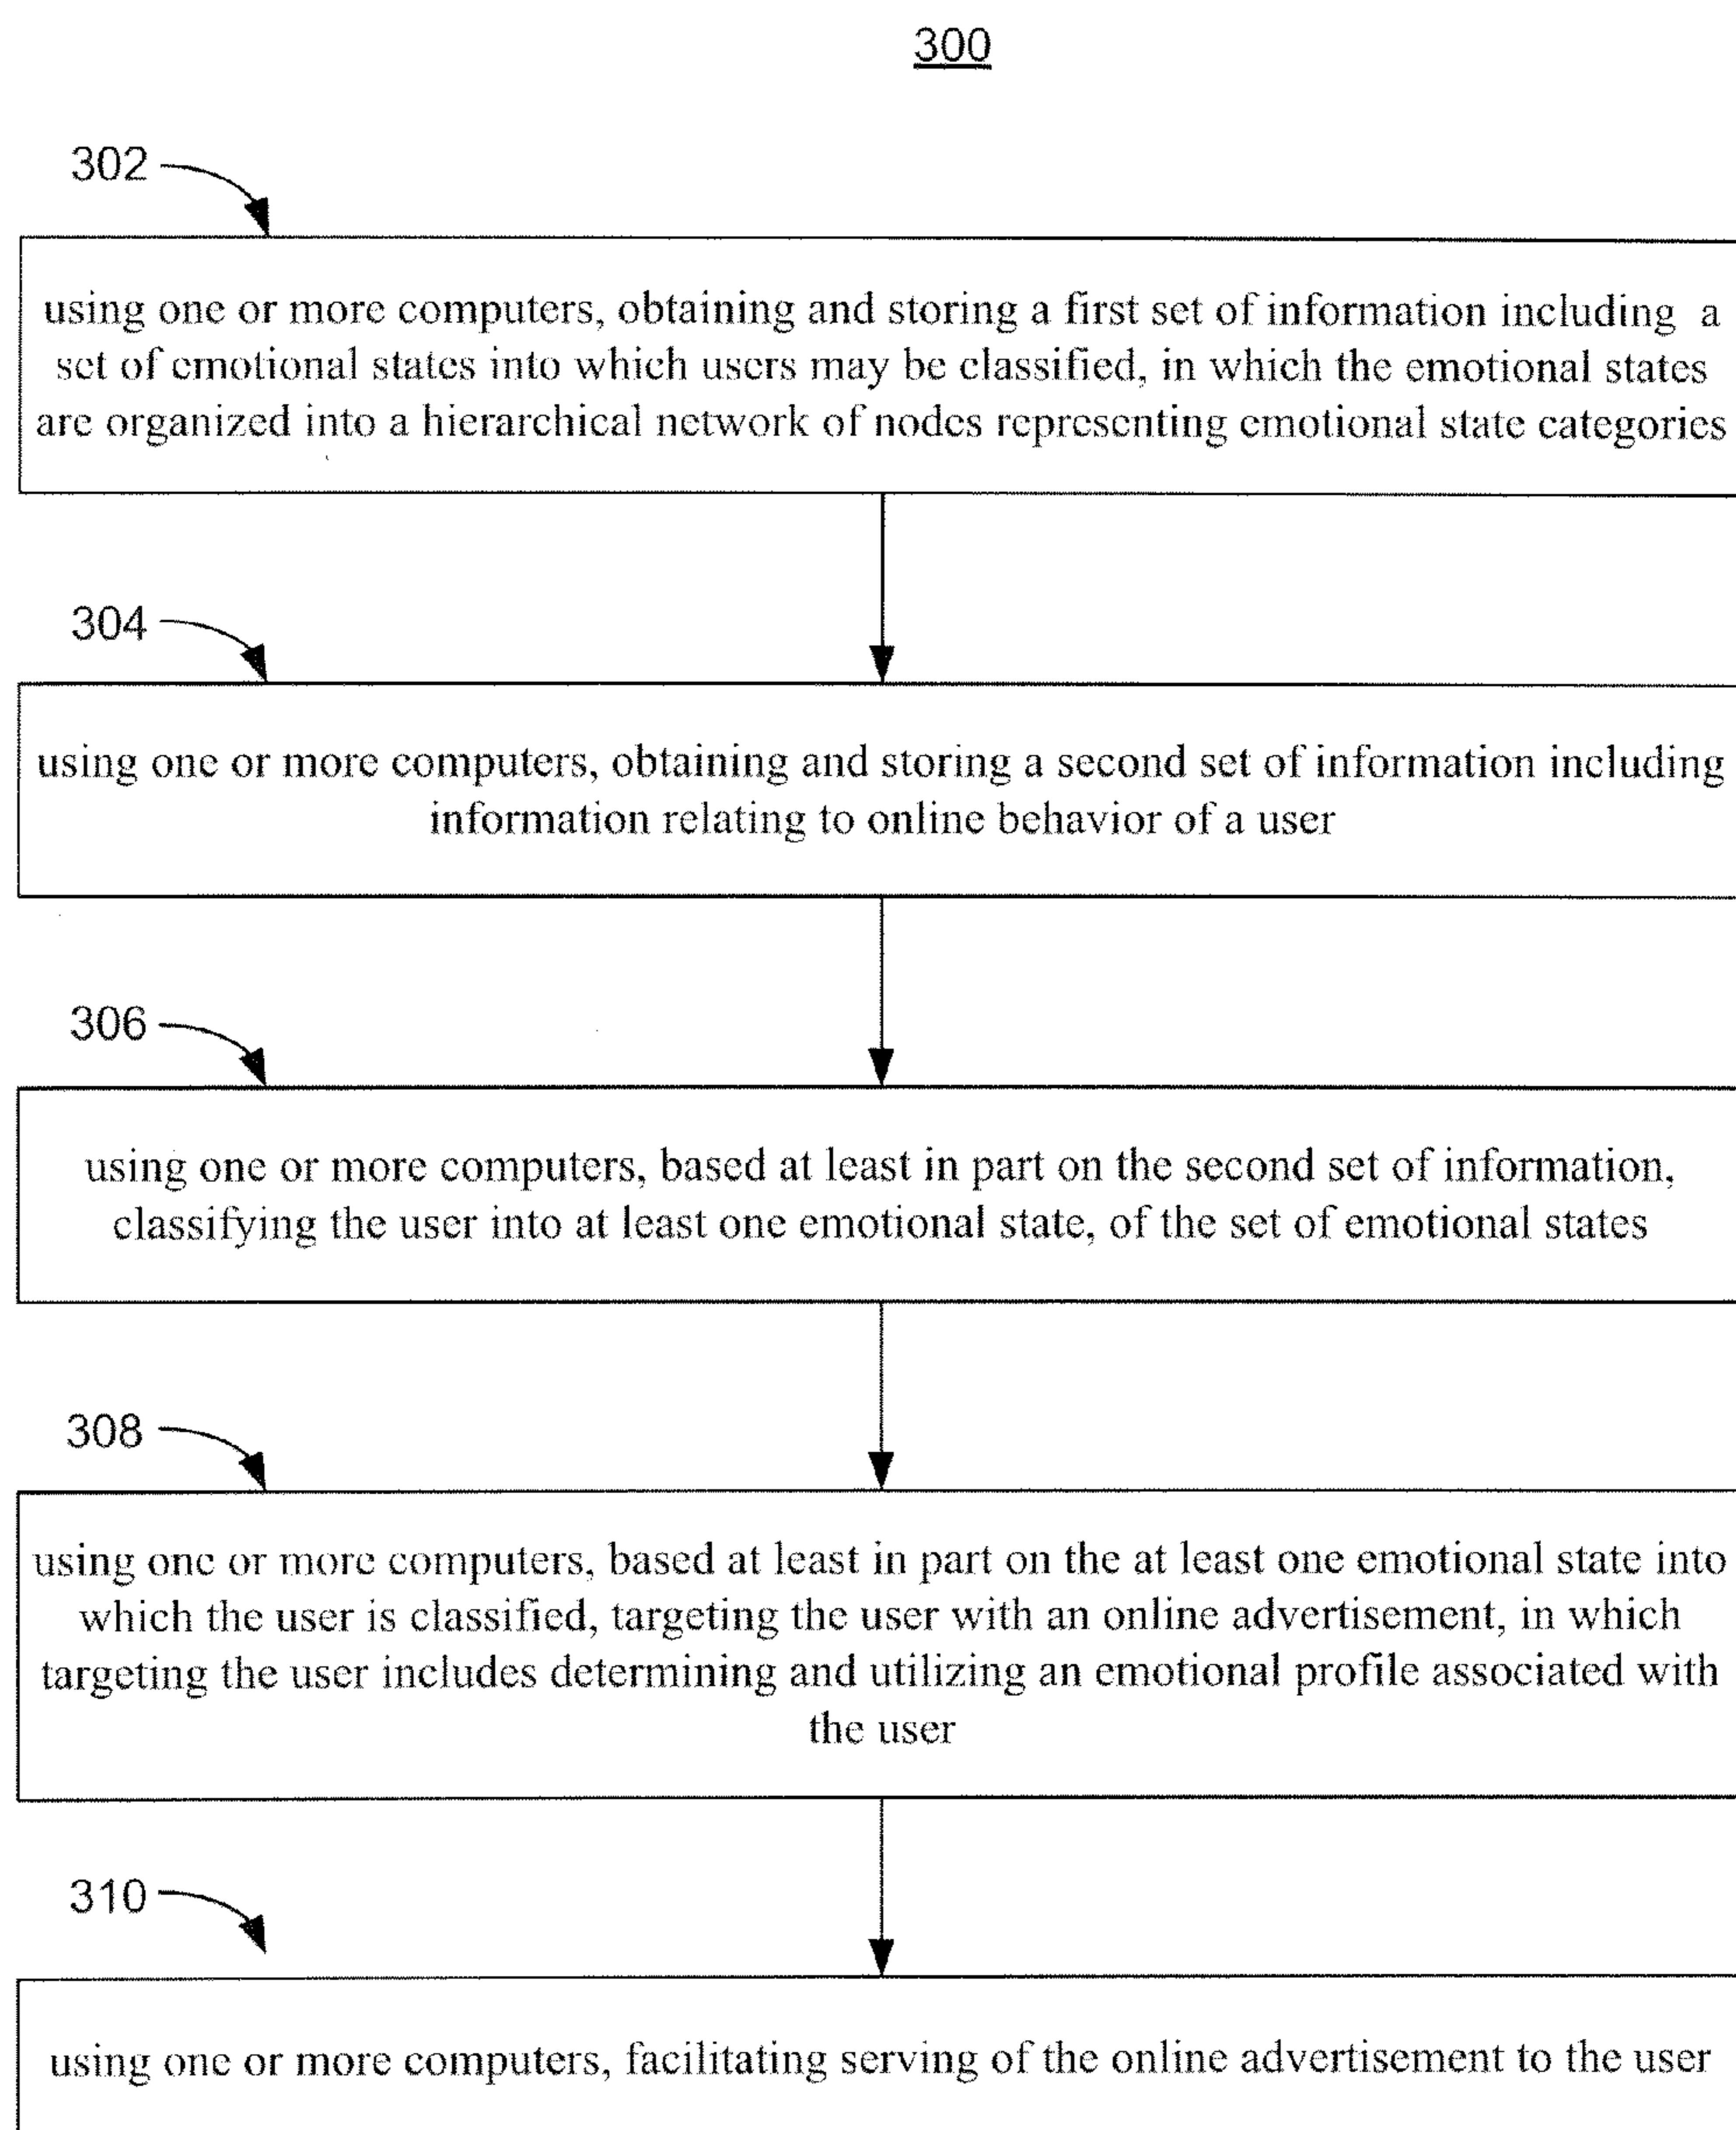 300
302
using one or more computers, obtaining and storing a first set of information including a
set of emotional states into which users may be classified, in which the emotional states
are organized into a hierarchical network of nodes representing emotional state categories
304
using one or more computers, obtaining and storing a second set of information including
information relating to online behavior of a user
306
using one or more computers, based at least in part on the second set of information,
classifying the user into at least one emotional state, of the set of emotional states
308
using one or more computers, based at least in part on the at least one emotional state into
which the user is classified, targeting the user with an online advertisement, in which
targeting the user includes determining and utilizing an emotional profile associated with
the user
310
using one or more computers, facilitating serving of the online advertisement to the user